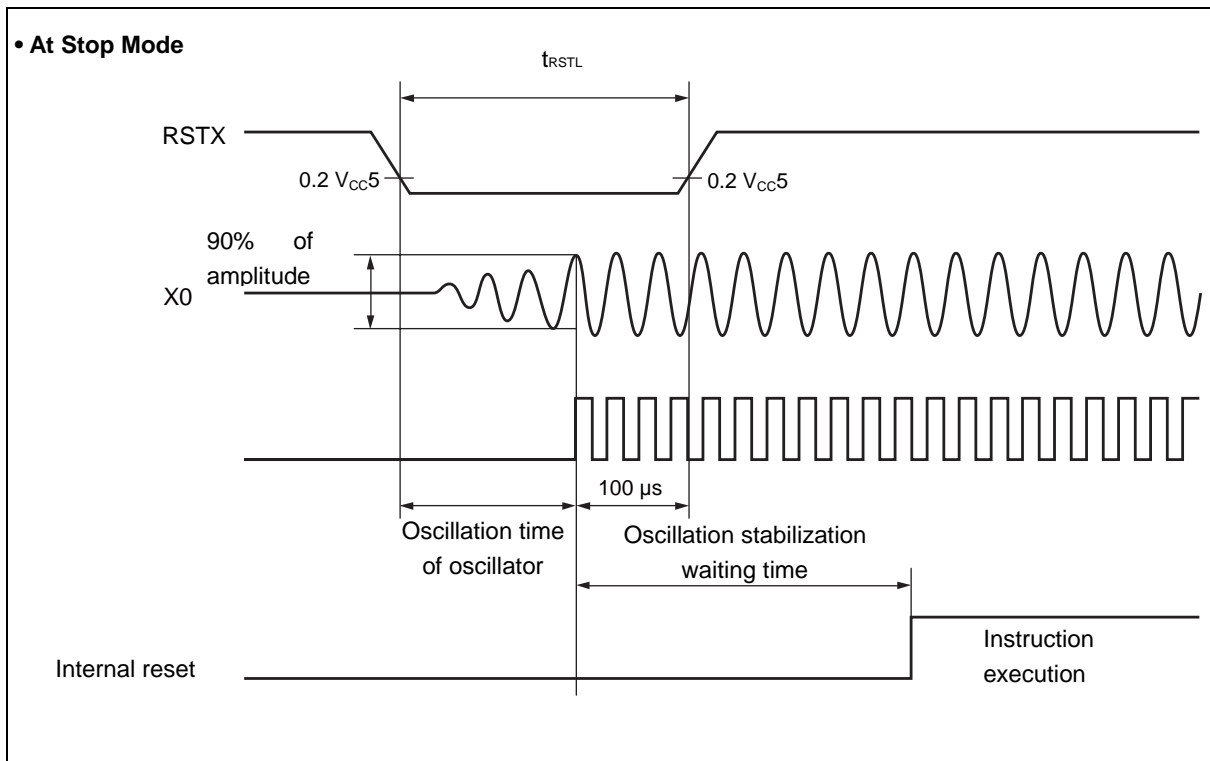 • At Stop Mode
tRSTL
RSTX
0.2 VCC5
0.2 VCC5
90% of
amplitude
X0
100 µs
Oscillation time
of oscillator
Oscillation stabilization
waiting time
Internal reset
Instruction
execution